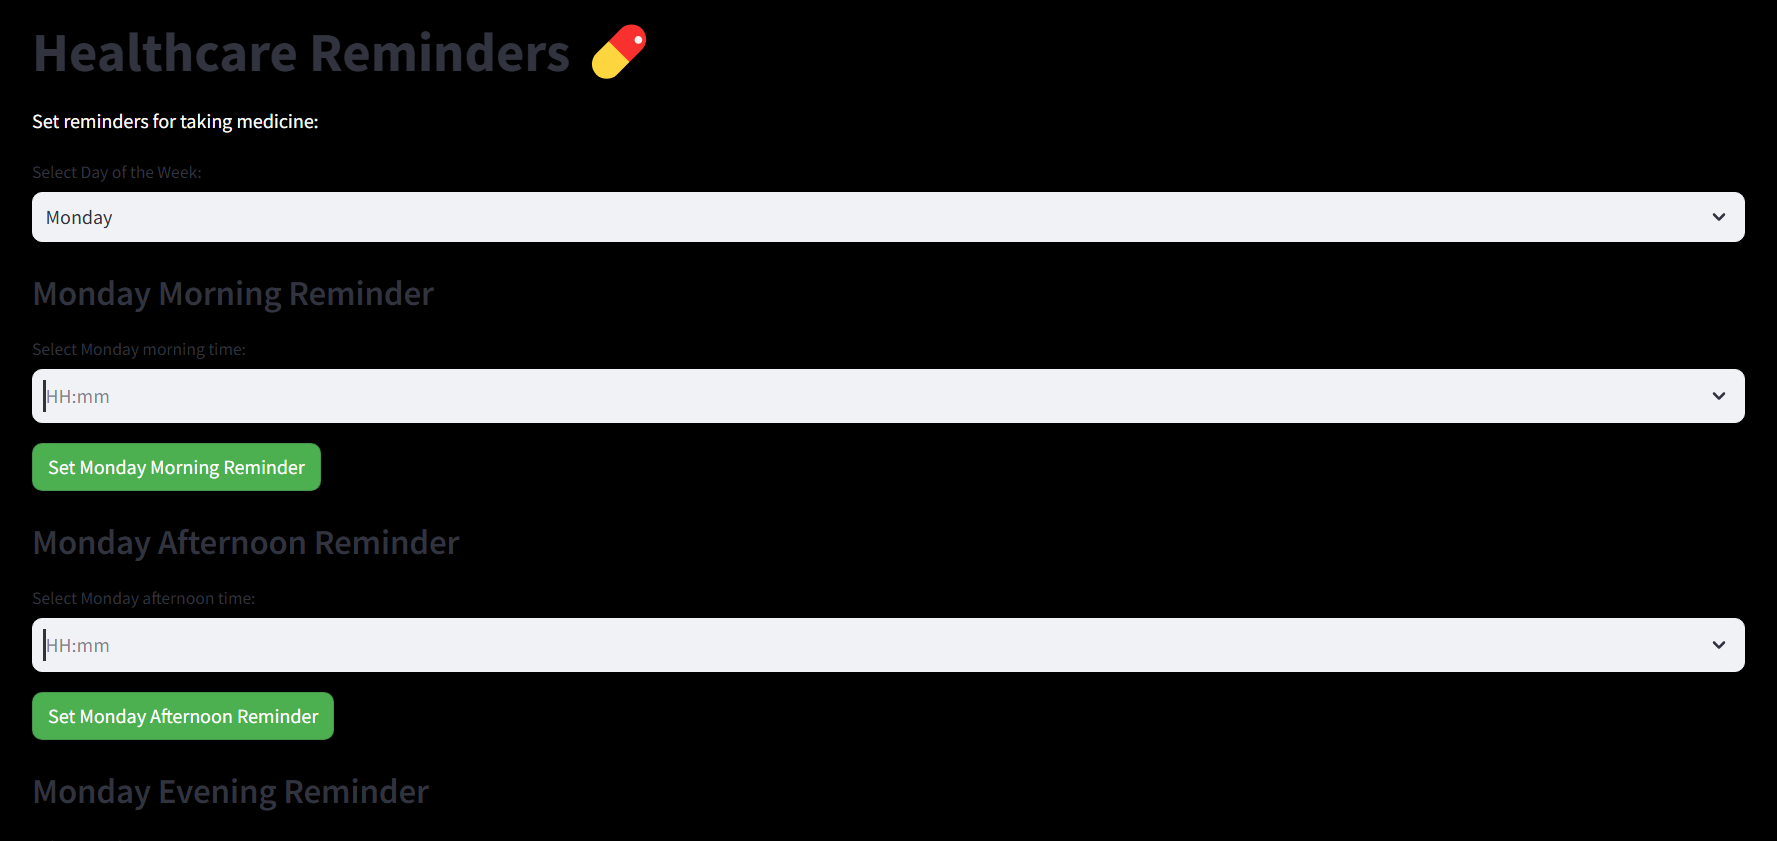 Healthcare Reminders
Set reminders for taking medicine:
Select Day of the Week:
Monday
Monday Morning Reminder
Select Monday morning time:
HH:mm
Set Monday Morning Reminder
Monday Afternoon Reminder
Select Monday afternoon time:
HH:mm
Set Monday Afternoon Reminder
Monday Evening Reminder